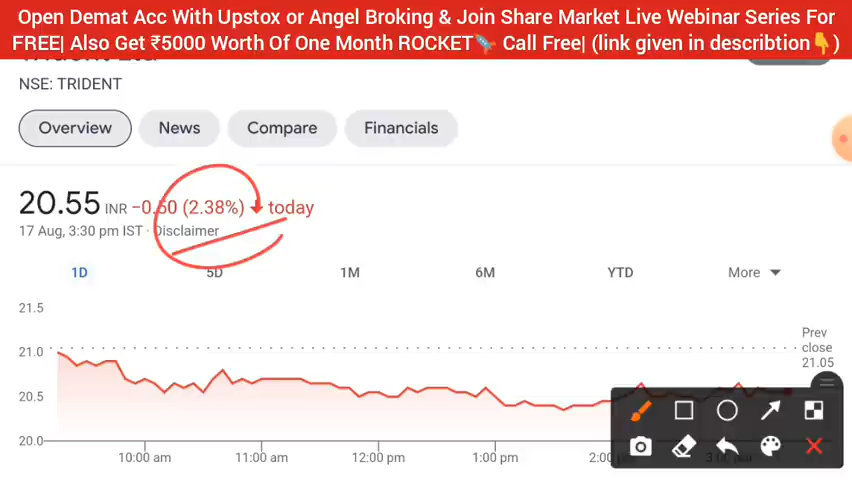 Open Demat Acc With Upstox or Angel Broking & Join Share Market Live Webinar Series For
FREE| Also Get ₹5000 Worth Of One Month ROCKET🚀 Call Free| (link given in describtion👇)
NSE: TRIDENT
Overview News Compare Financials
20.55 INR −0.50 (2.38%) ↓ today
17 Aug, 3:30 pm IST · Disclaimer
1D 5D 1M 6M YTD More
21.5
Prev
close
21.05
21.0
20.5
20.0
10:00 am 11:00 am 12:00 pm 1:00 pm 2:00